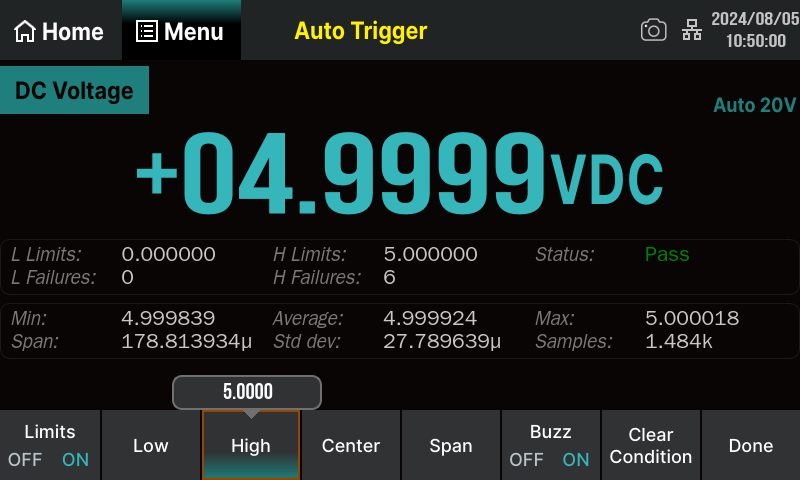 Home Menu Auto Trigger 2024/08/05
10:50:00
DC Voltage
Auto 20V
+04.9999VDC
L Limits: 0.000000 H Limits: 5.000000 Status: Pass
L Failures: 0 H Failures: 6
Min: 4.999839 Average: 4.999924 Max: 5.000018
Span: 178.813934µ Std dev: 27.789639µ Samples: 1.484k
5.0000
Limits
OFF ON
Low
High
Center
Span
Buzz
OFF ON
Clear
Condition
Done